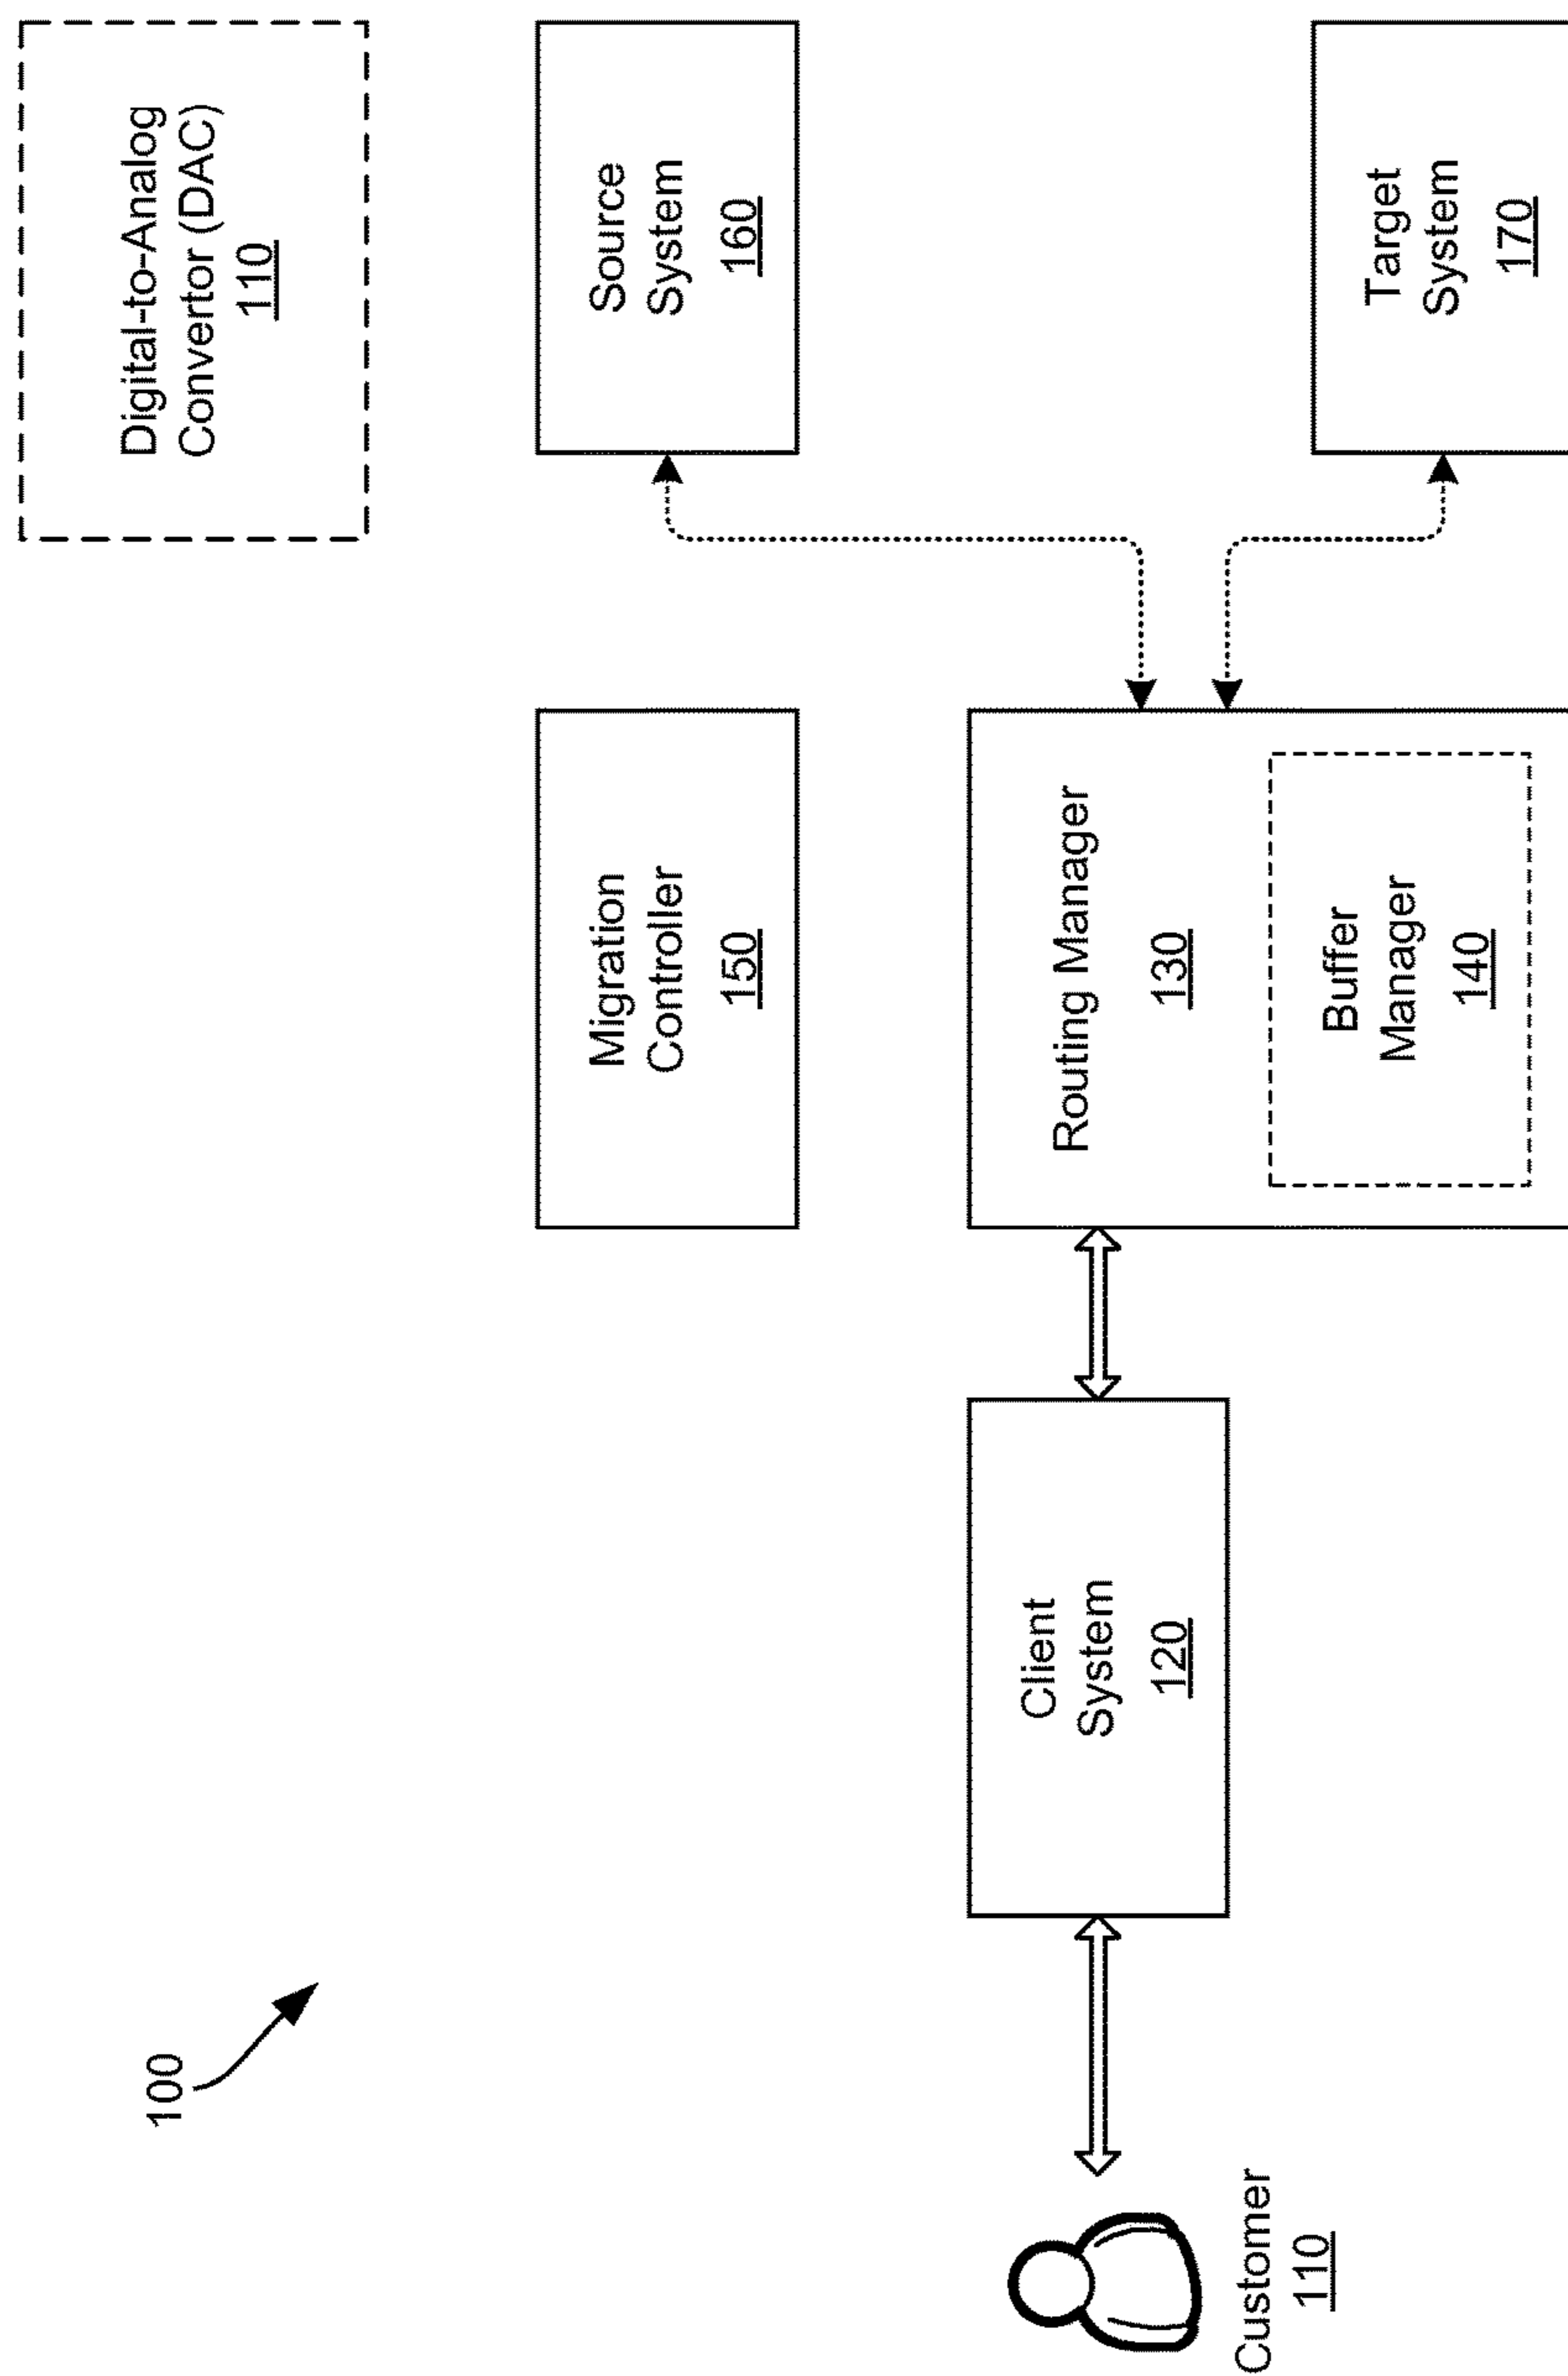 100
Digital-to-Analog
Convertor (DAC)
110
Migration
Controller
150
Source
System
160
Customer
110
Client
System
120
Routing Manager
130
Buffer
Manager
140
Target
System
170